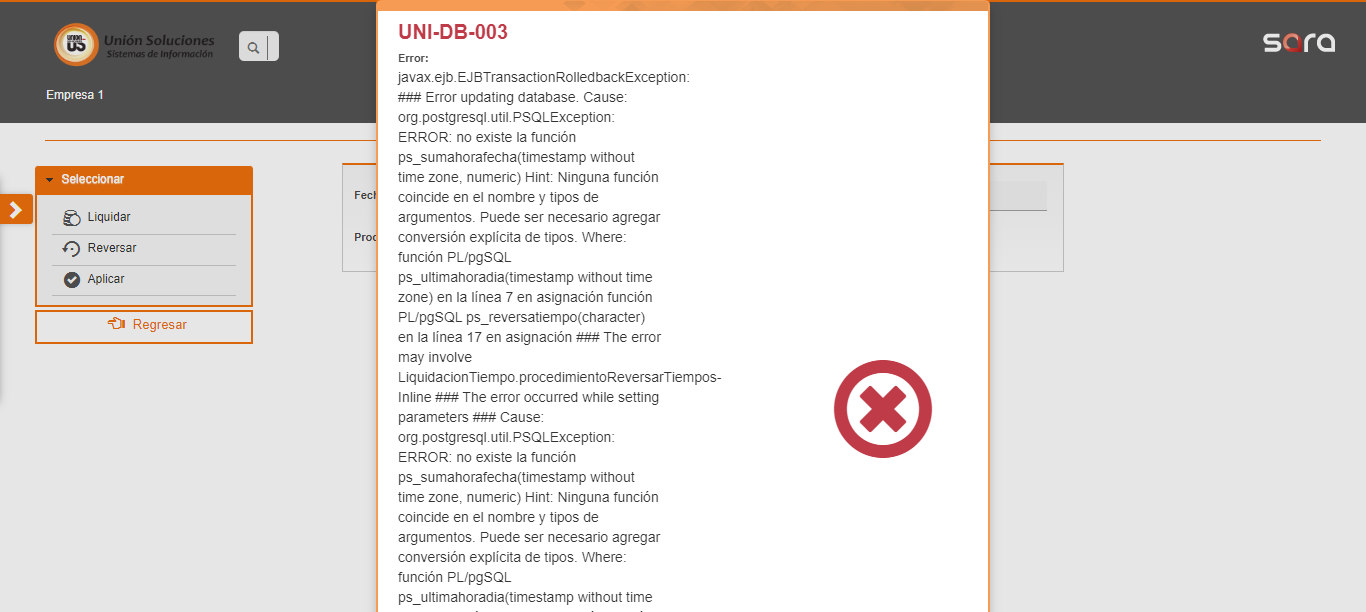 Unión Soluciones
Sistemas de Información
sara
Empresa 1
Seleccionar
Liquidar
Reversar
Aplicar
Regresar
UNI-DB-003
Error:
javax.ejb.EJBTransactionRolledbackException:
### Error updating database. Cause:
org.postgresql.util.PSQLException:
ERROR: no existe la función
ps_sumahorafecha(timestamp without
time zone, numeric) Hint: Ninguna función
coincide en el nombre y tipos de
argumentos. Puede ser necesario agregar
conversión explícita de tipos. Where:
función PL/pgSQL
ps_ultimahoradia(timestamp without time
zone) en la línea 7 en asignación función
PL/pgSQL ps_reversatiempo(character)
en la línea 17 en asignación ### The error
may involve
LiquidacionTiempo.procedimientoReversarTiempos-
Inline ### The error occurred while setting
parameters ### Cause:
org.postgresql.util.PSQLException:
ERROR: no existe la función
ps_sumahorafecha(timestamp without
time zone, numeric) Hint: Ninguna función
coincide en el nombre y tipos de
argumentos. Puede ser necesario agregar
conversión explícita de tipos. Where:
función PL/pgSQL
ps_ultimahoradia(timestamp without time